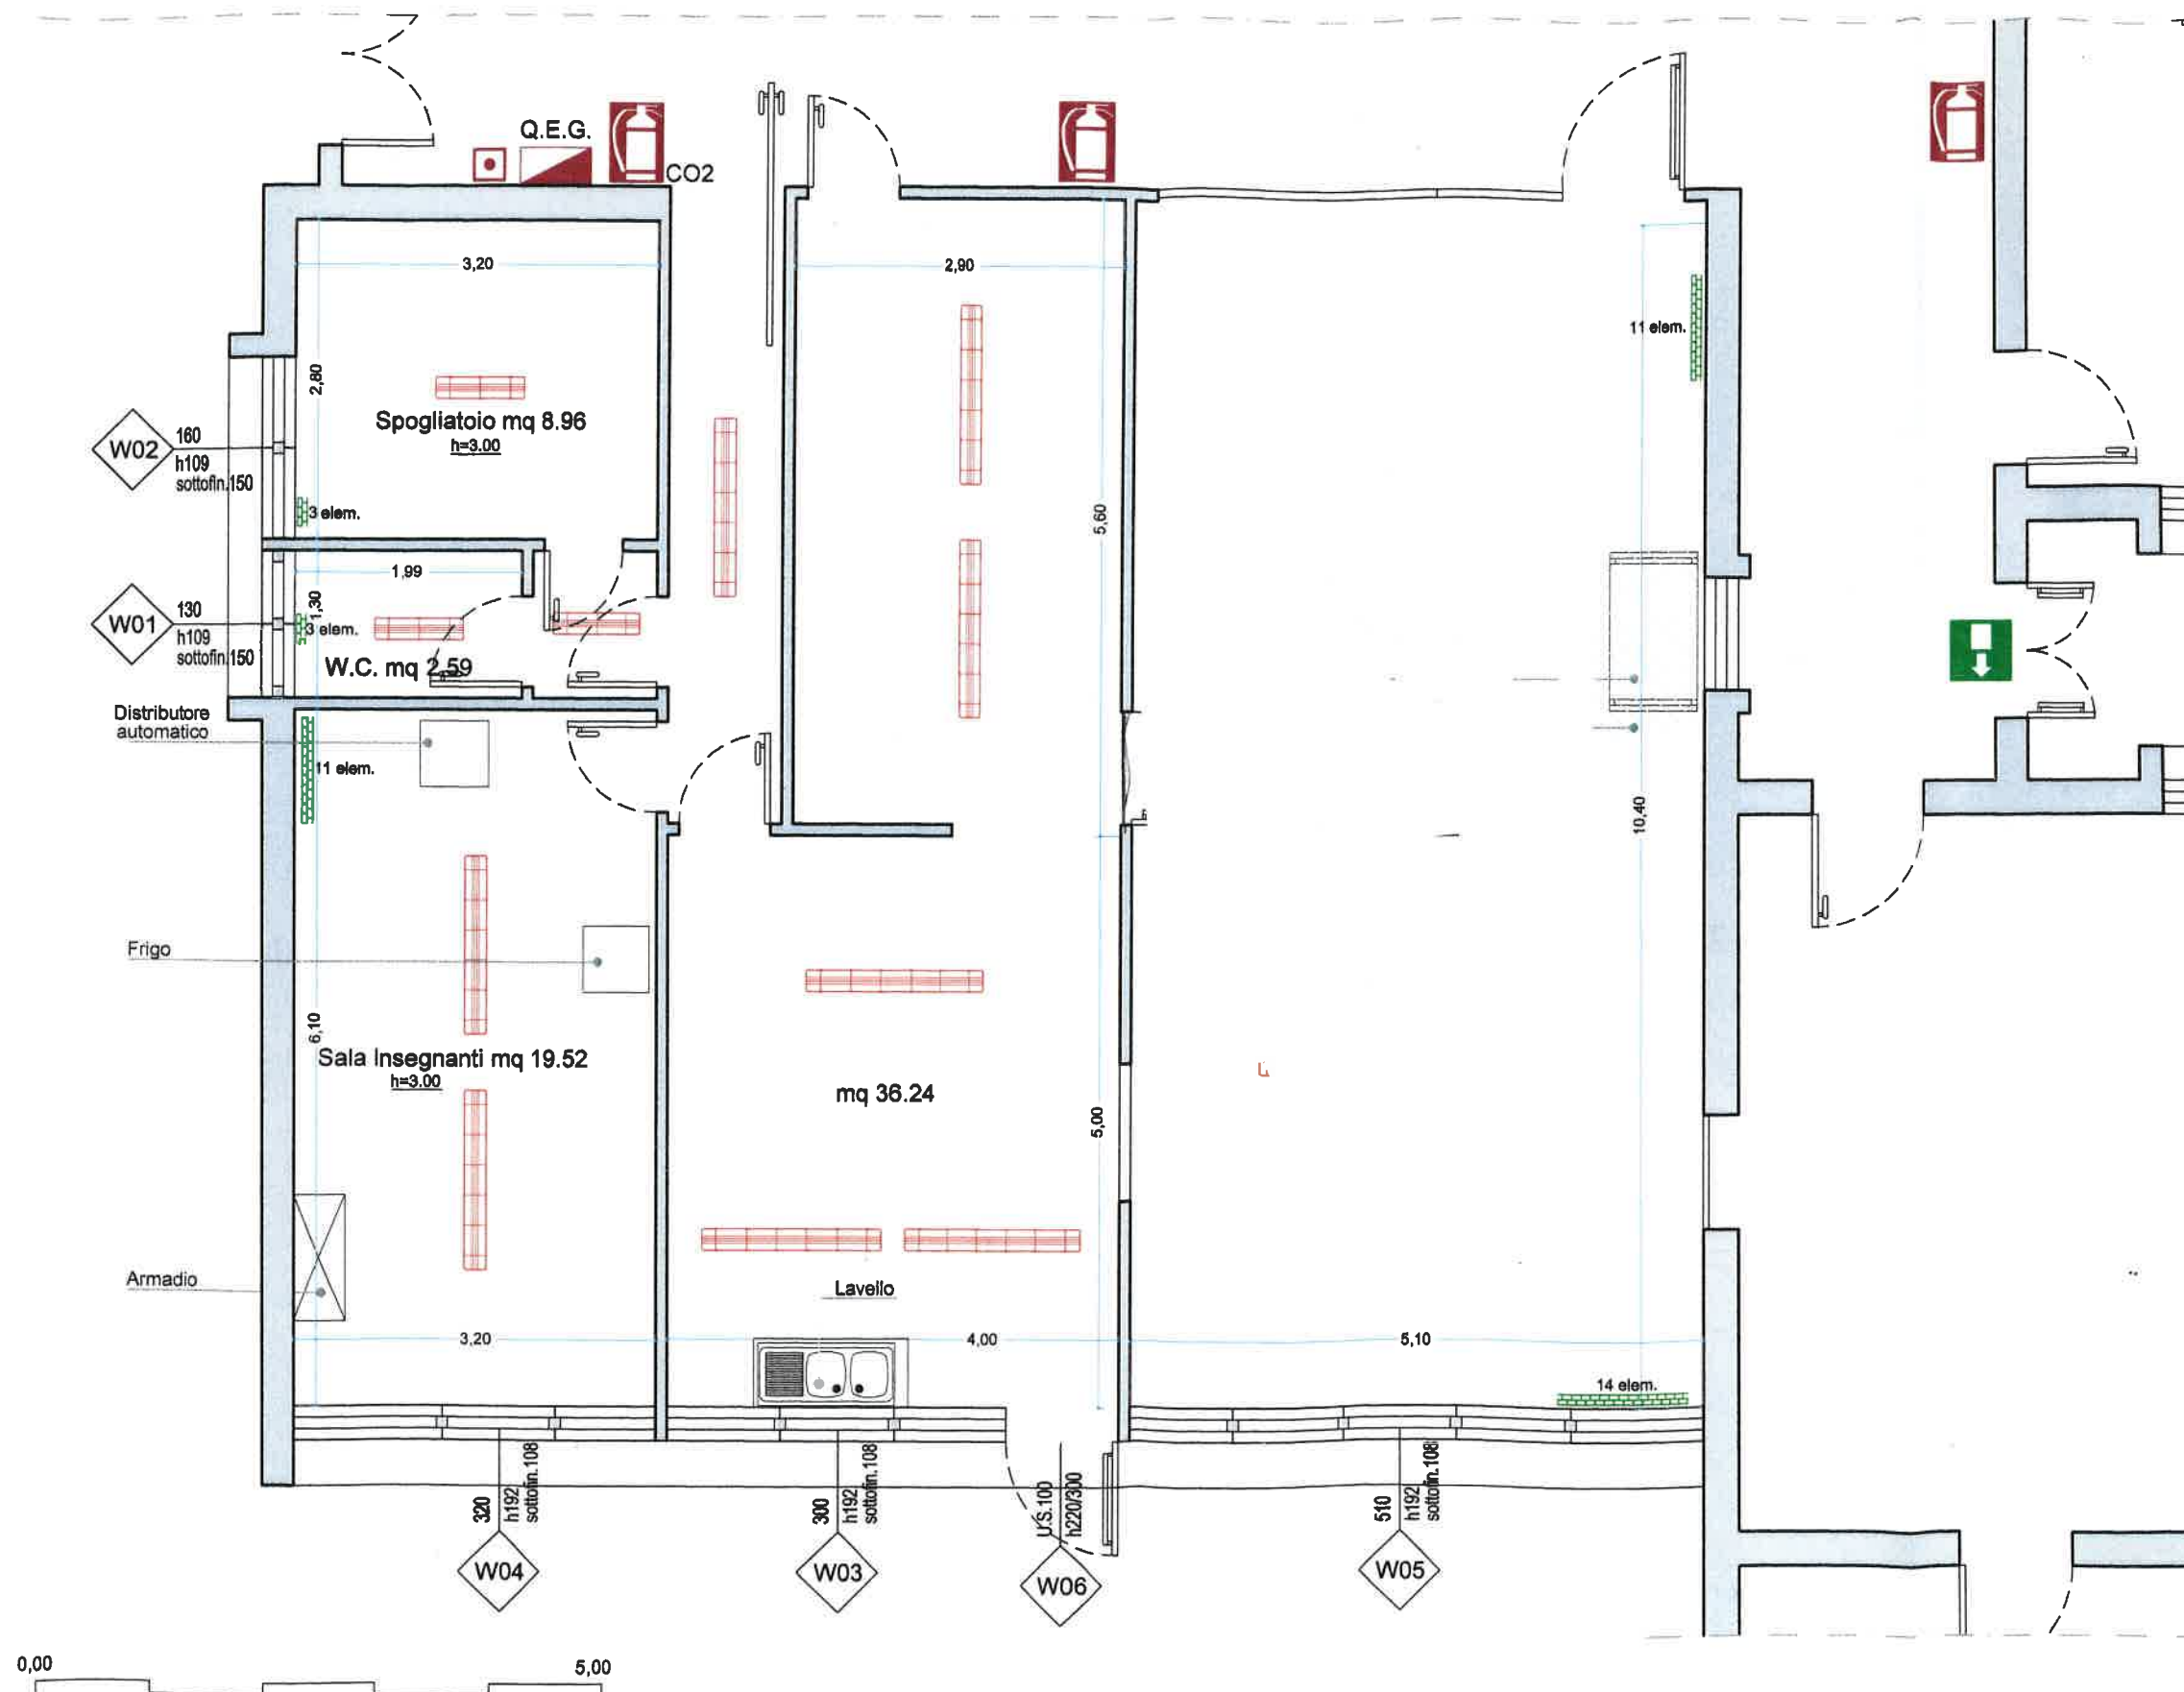 Q.E.G.
CO2
3,20
2,90
11 elem.
2,80
Spogliatoio mq 8.96
h=3.00
W02
160
h109
sottofin.150
3 elem.
5,60
1,99
W01
130
h109
sottofin.150
1,30
3 elem.
W.C. mq 2.59
Distributore
automatico
11 elem.
10,40
Frigo
6,10
Sala Insegnanti mq 19.52
h=3.00
mq 36.24
5,00
Armadio
Lavello
3,20
4,00
5,10
14 elem.
320
h192
sottofin.108
W04
300
h192
sottofin.108
W03
U.S.100
h220/300
W06
510
h192
sottofin.108
W05
0,00
5,00